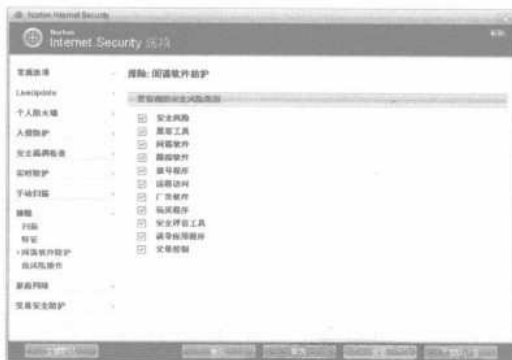 Norton Internet Security
Norton
Internet Security 选项
常规选项
LiveUpdate
个人防火墙
入侵防护
安全漏洞检查
实时防护
手动扫描
排除
扫描
特征
间谍软件防护
低风险操作
家庭网络
交易安全防护
排除: 间谍软件防护
安全风险
黑客工具
间谍软件
跟踪软件
拨号程序
远程访问
广告软件
玩笑程序
安全评估工具
误导应用程序
父母控制